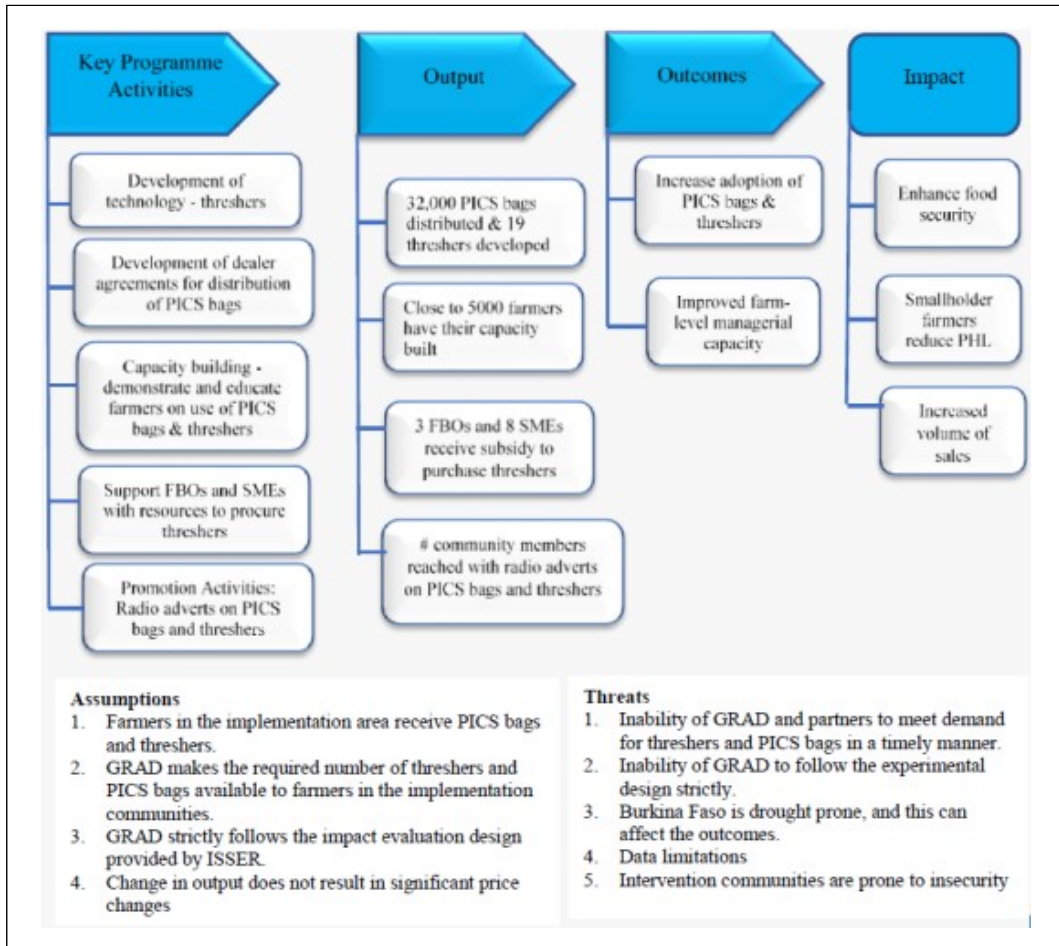 Key Programme
Activities
Development of
technology - threshers
Development of dealer
agreements for distribution
of PICS bags
Capacity building -
demonstrate and educate
farmers on use of PICS
bags & threshers
Support FBOs and SMEs
with resources to procure
threshers
Promotion Activities:
Radio adverts on PICS
bags and threshers
Output
32,000 PICS bags
distributed & 19
threshers developed
Close to 5000 farmers
have their capacity
built
3 FBOs and 8 SMEs
receive subsidy to
purchase threshers
# community members
reached with radio adverts
on PICS bags and threshers
Outcomes
Increase adoption of
PICS bags &
threshers
Improved farm-
level managerial
capacity
Impact
Enhance food
security
Smallholder
farmers
reduce PHL
Increased
volume of
sales
Assumptions
1. Farmers in the implementation area receive PICS bags
and threshers.
2. GRAD makes the required number of threshers and
PICS bags available to farmers in the implementation
communities.
3. GRAD strictly follows the impact evaluation design
provided by ISSER.
4. Change in output does not result in significant price
changes
Threats
1. Inability of GRAD and partners to meet demand
for threshers and PICS bags in a timely manner.
2. Inability of GRAD to follow the experimental
design strictly.
3. Burkina Faso is drought prone, and this can
affect the outcomes.
4. Data limitations
5. Intervention communities are prone to insecurity